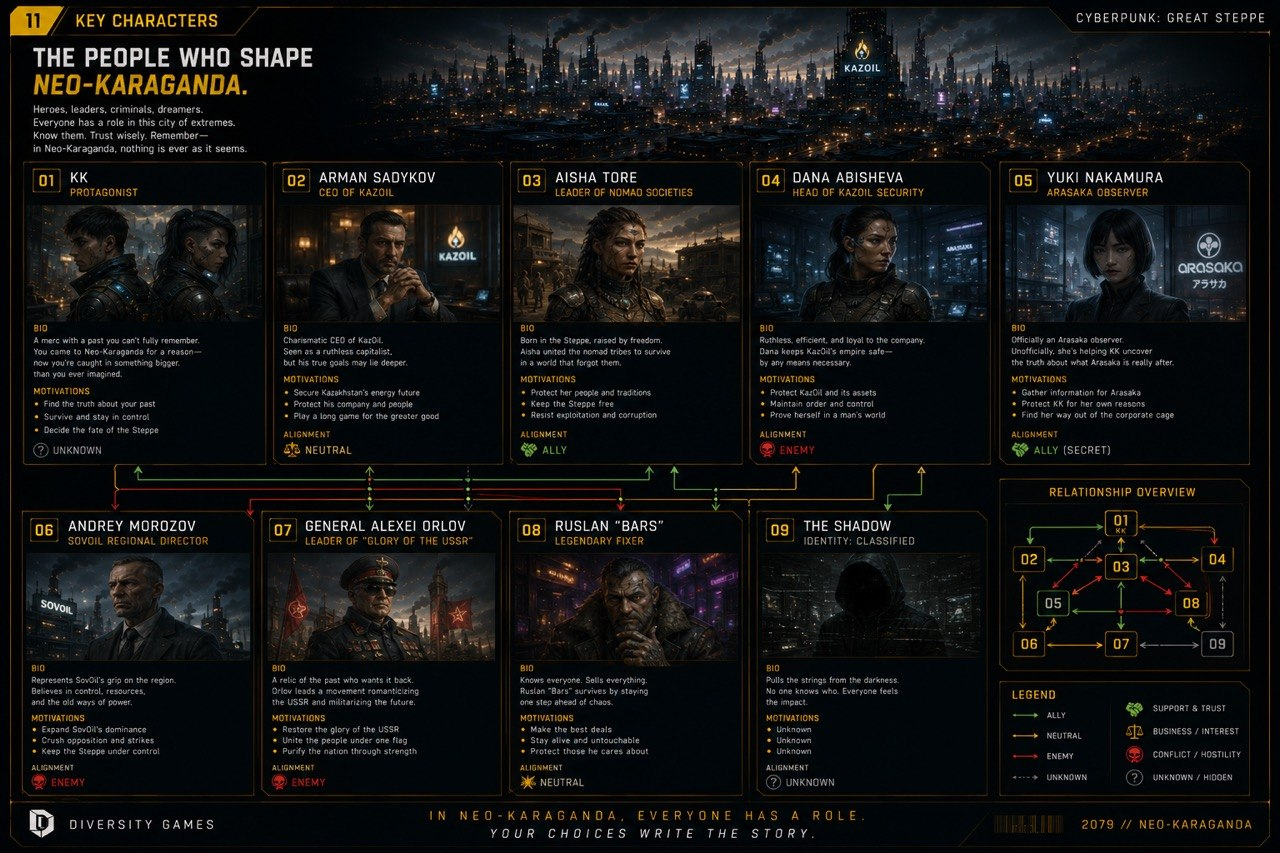 11 KEY CHARACTERS
CYBERPUNK: GREAT STEPPE
THE PEOPLE WHO SHAPE
NEO-KARAGANDA.
Heroes, leaders, criminals, dreamers.
Everyone has a role in this city of extremes.
Know them. Trust wisely. Remember—
in Neo-Karaganda, nothing is ever as it seems.
KAZOIL
01 KK
PROTAGONIST
BIO
A merc with a past you can't fully remember.
You came to Neo-Karaganda for a reason—
now you're caught in something bigger.
than you ever imagined.
MOTIVATIONS
• Find the truth about your past
• Survive and stay in control
• Decide the fate of the Steppe
? UNKNOWN
02 ARMAN SADYKOV
CEO OF KAZOIL
KAZOIL
BIO
Charismatic CEO of KazOil.
Seen as a ruthless capitalist,
but his true goals may lie deeper.
MOTIVATIONS
• Secure Kazakhstan's energy future
• Protect his company and people
• Play a long game for the greater good
ALIGNMENT
NEUTRAL
03 AISHA TORE
LEADER OF NOMAD SOCIETIES
BIO
Born in the Steppe, raised by freedom.
Aisha united the nomad tribes to survive
in a world that forgot them.
MOTIVATIONS
• Protect her people and traditions
• Keep the Steppe free
• Resist exploitation and corruption
ALIGNMENT
ALLY
04 DANA ABISHEVA
HEAD OF KAZOIL SECURITY
BIO
Ruthless, efficient, and loyal to the company.
Dana keeps KazOil's empire safe—
by any means necessary.
MOTIVATIONS
• Protect KazOil and its assets
• Maintain order and control
• Prove herself in a man's world
ALIGNMENT
ENEMY
05 YUKI NAKAMURA
ARASAKA OBSERVER
ARASAKA
アラサカ
BIO
Officially an Arasaka observer.
Unofficially, she's helping KK uncover
the truth about what Arasaka is really after.
MOTIVATIONS
• Gather information for Arasaka
• Protect KK for her own reasons
• Find her way out of the corporate cage
ALIGNMENT
ALLY (SECRET)
06 ANDREY MOROZOV
SOVOIL REGIONAL DIRECTOR
SOVOIL
BIO
Represents SovOil's grip on the region.
Believes in control, resources,
and the old ways of power.
MOTIVATIONS
• Expand SovOil's dominance
• Crush opposition and strikes
• Keep the Steppe under control
ALIGNMENT
ENEMY
07 GENERAL ALEXEI ORLOV
LEADER OF "GLORY OF THE USSR"
BIO
A relic of the past who wants it back.
Orlov leads a movement romanticizing
the USSR and militarizing the future.
MOTIVATIONS
• Restore the glory of the USSR
• Unite the people under one flag
• Purify the nation through strength
ALIGNMENT
ENEMY
08 RUSLAN "BARS"
LEGENDARY FIXER
BIO
Knows everyone. Sells everything.
Ruslan "Bars" survives by staying
one step ahead of chaos.
MOTIVATIONS
• Make the best deals
• Stay alive and untouchable
• Protect those he cares about
ALIGNMENT
NEUTRAL
09 THE SHADOW
IDENTITY: CLASSIFIED
BIO
Pulls the strings from the darkness.
No one knows who. Everyone feels
the impact.
MOTIVATIONS
• Unknown
• Unknown
• Unknown
ALIGNMENT
? UNKNOWN
RELATIONSHIP OVERVIEW
01
KK
02 03 04
05 08
06 07 09
LEGEND
ALLY
NEUTRAL
ENEMY
UNKNOWN
SUPPORT & TRUST
BUSINESS / INTEREST
CONFLICT / HOSTILITY
? UNKNOWN / HIDDEN
DIVERSITY GAMES
IN NEO-KARAGANDA, EVERYONE HAS A ROLE.
YOUR CHOICES WRITE THE STORY.
2079 // NEO-KARAGANDA